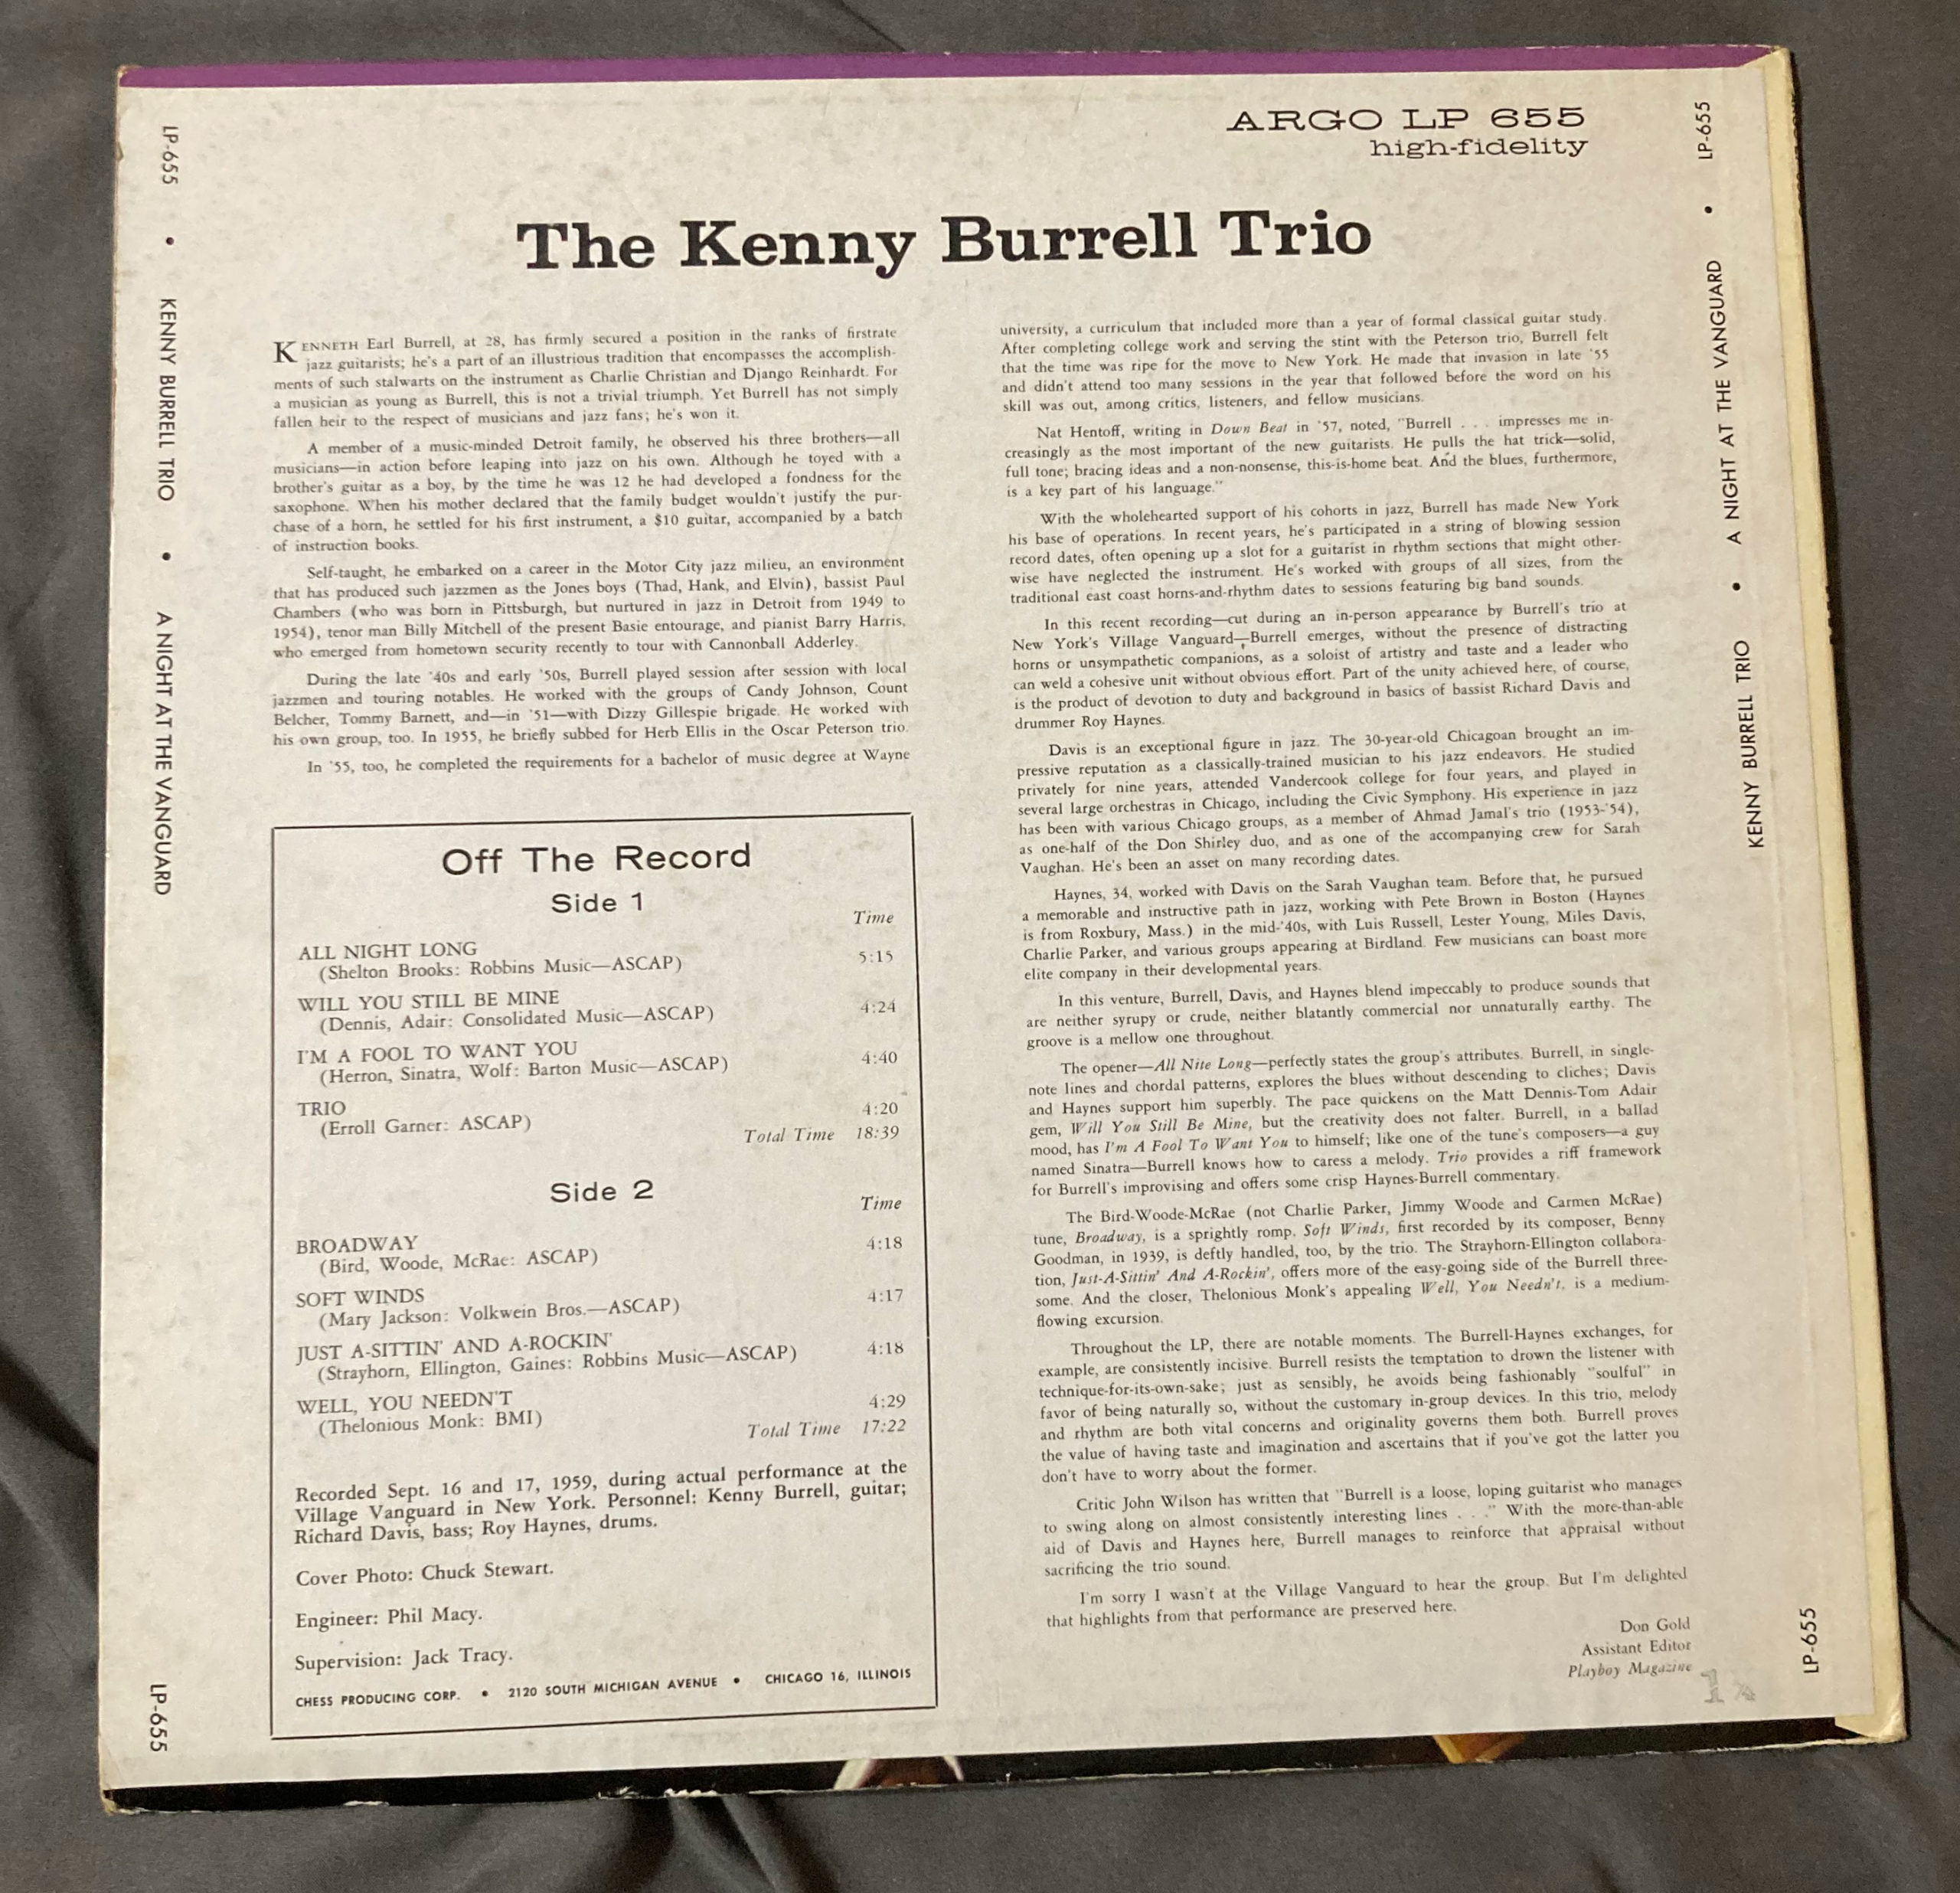 ARGO LP 655
high-fidelity
The Kenny Burrell Trio
KENNETH Earl Burrell, at 28, has firmly secured a position in the ranks of firstrate
jazz guitarists; he's a part of an illustrious tradition that encompasses the accomplish-
ments of such stalwarts on the instrument as Charlie Christian and Django Reinhardt. For
a musician as young as Burrell, this is not a trivial triumph. Yet Burrell has not simply
fallen heir to the respect of musicians and jazz fans; he's won it.
A member of a music-minded Detroit family, he observed his three brothers—all
musicians—in action before leaping into jazz on his own. Although he toyed with a
brother's guitar as a boy, by the time he was 12 he had developed a fondness for the
saxophone. When his mother declared that the family budget wouldn't justify the pur-
chase of a horn, he settled for his first instrument, a $10 guitar, accompanied by a batch
of instruction books.
Self-taught, he embarked on a career in the Motor City jazz milieu, an environment
that has produced such jazzmen as the Jones boys (Thad, Hank, and Elvin), bassist Paul
Chambers (who was born in Pittsburgh, but nurtured in jazz in Detroit from 1949 to
1954), tenor man Billy Mitchell of the present Basie entourage, and pianist Barry Harris,
who emerged from hometown security recently to tour with Cannonball Adderley.
During the late '40s and early '50s, Burrell played session after session with local
jazzmen and touring notables. He worked with the groups of Candy Johnson, Count
Belcher, Tommy Barnett, and—in '51—with Dizzy Gillespie brigade. He worked with
his own group, too. In 1955, he briefly subbed for Herb Ellis in the Oscar Peterson trio.
In '55, too, he completed the requirements for a bachelor of music degree at Wayne
university, a curriculum that included more than a year of formal classical guitar study.
After completing college work and serving the stint with the Peterson trio, Burrell felt
that the time was ripe for the move to New York. He made that invasion in late '55
and didn't attend too many sessions in the year that followed before the word on his
skill was out, among critics, listeners, and fellow musicians.
Nat Hentoff, writing in Down Beat in '57, noted, "Burrell . . . impresses me in-
creasingly as the most important of the new guitarists. He pulls the hat trick—solid,
full tone; bracing ideas and a non-nonsense, this-is-home beat. And the blues, furthermore,
is a key part of his language."
With the wholehearted support of his cohorts in jazz, Burrell has made New York
his base of operations. In recent years, he's participated in a string of blowing session
record dates, often opening up a slot for a guitarist in rhythm sections that might other-
wise have neglected the instrument. He's worked with groups of all sizes, from the
traditional east coast horns-and-rhythm dates to sessions featuring big band sounds.
In this recent recording—cut during an in-person appearance by Burrell's trio at
New York's Village Vanguard—Burrell emerges, without the presence of distracting
horns or unsympathetic companions, as a soloist of artistry and taste and a leader who
can weld a cohesive unit without obvious effort. Part of the unity achieved here, of course,
is the product of devotion to duty and background in basics of bassist Richard Davis and
drummer Roy Haynes.
Davis is an exceptional figure in jazz. The 30-year-old Chicagoan brought an im-
pressive reputation as a classically-trained musician to his jazz endeavors. He studied
privately for nine years, attended Vandercook college for four years, and played in
several large orchestras in Chicago, including the Civic Symphony. His experience in jazz
has been with various Chicago groups, as a member of Ahmad Jamal's trio (1953-'54),
as one-half of the Don Shirley duo, and as one of the accompanying crew for Sarah
Vaughan. He's been an asset on many recording dates.
Haynes, 34, worked with Davis on the Sarah Vaughan team. Before that, he pursued
a memorable and instructive path in jazz, working with Pete Brown in Boston (Haynes
is from Roxbury, Mass.) in the mid-'40s, with Luis Russell, Lester Young, Miles Davis,
Charlie Parker, and various groups appearing at Birdland. Few musicians can boast more
elite company in their developmental years.
In this venture, Burrell, Davis, and Haynes blend impeccably to produce sounds that
are neither syrupy or crude, neither blatantly commercial nor unnaturally earthy. The
groove is a mellow one throughout.
The opener—All Nite Long—perfectly states the group's attributes. Burrell, in single-
note lines and chordal patterns, explores the blues without descending to cliches; Davis
and Haynes support him superbly. The pace quickens on the Matt Dennis-Tom Adair
gem, Will You Still Be Mine, but the creativity does not falter. Burrell, in a ballad
mood, has I'm A Fool To Want You to himself; like one of the tune's composers—a guy
named Sinatra—Burrell knows how to caress a melody. Trio provides a riff framework
for Burrell's improvising and offers some crisp Haynes-Burrell commentary.
The Bird-Woode-McRae (not Charlie Parker, Jimmy Woode and Carmen McRae)
tune, Broadway, is a sprightly romp. Soft Winds, first recorded by its composer, Benny
Goodman, in 1939, is deftly handled, too, by the trio. The Strayhorn-Ellington collabora-
tion, Just-A-Sittin' And A-Rockin', offers more of the easy-going side of the Burrell three-
some. And the closer, Thelonious Monk's appealing Well, You Needn't, is a medium-
flowing excursion.
Throughout the LP, there are notable moments. The Burrell-Haynes exchanges, for
example, are consistently incisive. Burrell resists the temptation to drown the listener with
technique-for-its-own-sake; just as sensibly, he avoids being fashionably "soulful" in
favor of being naturally so, without the customary in-group devices. In this trio, melody
and rhythm are both vital concerns and originality governs them both. Burrell proves
the value of having taste and imagination and ascertains that if you've got the latter you
don't have to worry about the former.
Critic John Wilson has written that "Burrell is a loose, loping guitarist who manages
to swing along on almost consistently interesting lines . . ." With the more-than-able
aid of Davis and Haynes here, Burrell manages to reinforce that appraisal without
sacrificing the trio sound.
I'm sorry I wasn't at the Village Vanguard to hear the group. But I'm delighted
that highlights from that performance are preserved here.
Don Gold
Assistant Editor
Playboy Magazine
Off The Record
Side 1
Time
ALL NIGHT LONG
(Shelton Brooks: Robbins Music—ASCAP) 5:15
WILL YOU STILL BE MINE
(Dennis, Adair: Consolidated Music—ASCAP) 4:24
I'M A FOOL TO WANT YOU
(Herron, Sinatra, Wolf: Barton Music—ASCAP) 4:40
TRIO 4:20
(Erroll Garner: ASCAP)
Total Time 18:39
Side 2
Time
BROADWAY 4:18
(Bird, Woode, McRae: ASCAP)
SOFT WINDS 4:17
(Mary Jackson: Volkwein Bros.—ASCAP)
JUST A-SITTIN' AND A-ROCKIN' 4:18
(Strayhorn, Ellington, Gaines: Robbins Music—ASCAP)
WELL, YOU NEEDN'T 4:29
(Thelonious Monk: BMI)
Total Time 17:22
Recorded Sept. 16 and 17, 1959, during actual performance at the
Village Vanguard in New York. Personnel: Kenny Burrell, guitar;
Richard Davis, bass; Roy Haynes, drums.
Cover Photo: Chuck Stewart.
Engineer: Phil Macy.
Supervision: Jack Tracy.
CHESS PRODUCING CORP. • 2120 SOUTH MICHIGAN AVENUE • CHICAGO 16, ILLINOIS
LP-655 • KENNY BURRELL TRIO • A NIGHT AT THE VANGUARD
LP-655
LP-655 • A NIGHT AT THE VANGUARD • KENNY BURRELL TRIO
LP-655